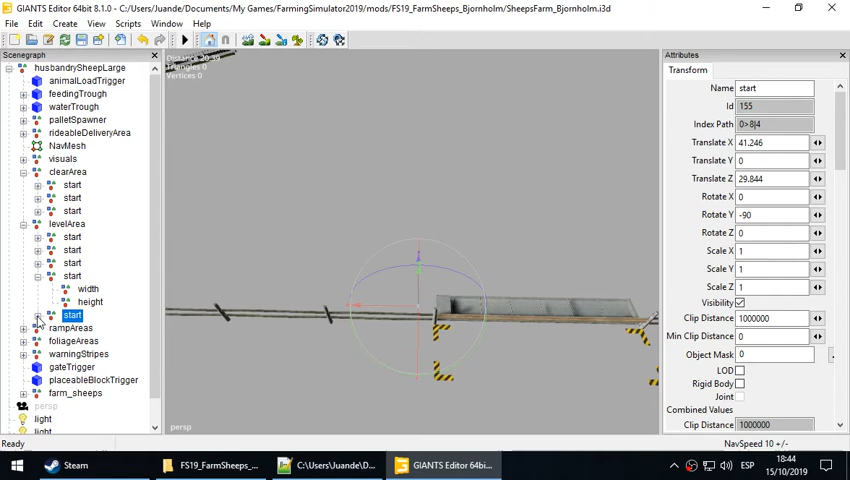 GIANTS Editor 64bit 8.1.0 - C:/Users/Juande/Documents/My Games/FarmingSimulator2019/mods/FS19_FarmSheeps_Bjornholm/SheepsFarm_Bjornholm.i3d
File Edit Create View Scripts Window Help
Scenegraph
husbandrySheepLarge
animalLoadTrigger
feedingTrough
waterTrough
palletSpawner
rideableDeliveryArea
NavMesh
visuals
clearArea
start
start
start
levelArea
start
start
start
start
width
height
start
rampAreas
foliageAreas
warningStripes
gateTrigger
placeableBlockTrigger
farm_sheeps
persp
light
light
Triangles 0
Vertices 0
persp
Attributes
Transform
Name start
Id 155
Index Path 0>8|4
Translate X 41.246
Translate Y 0
Translate Z 29.844
Rotate X 0
Rotate Y -90
Rotate Z 0
Scale X 1
Scale Y 1
Scale Z 1
Visibility
Clip Distance 1000000
Min Clip Distance 0
Object Mask 0
LOD
Rigid Body
Joint
Combined Values
Clip Distance 1000000
Ready
NavSpeed 10 +/-
Steam
FS19_FarmSheeps_...
C:\Users\Juande\D...
GIANTS Editor 64bi...
ESP
18:44
15/10/2019